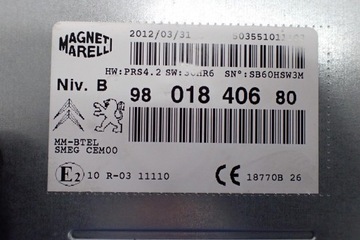 MAGNETI
MARELLI
2012/03/31
HW:PRS4.2 SW: SN°:SB60HSW3M
Niv. B
98 018 406 80
MM-BTEL
SMEG CEM00
E2 10 R-03 11110
CE 18770B 26